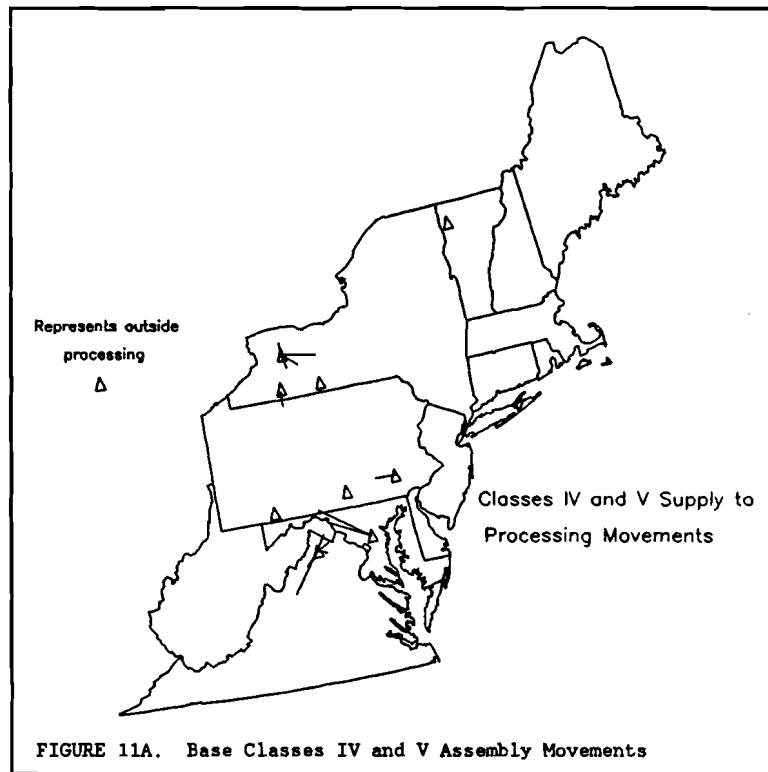 Represents outside
processing
Classes IV and V Supply to
Processing Movements
FIGURE 11A. Base Classes IV and V Assembly Movements